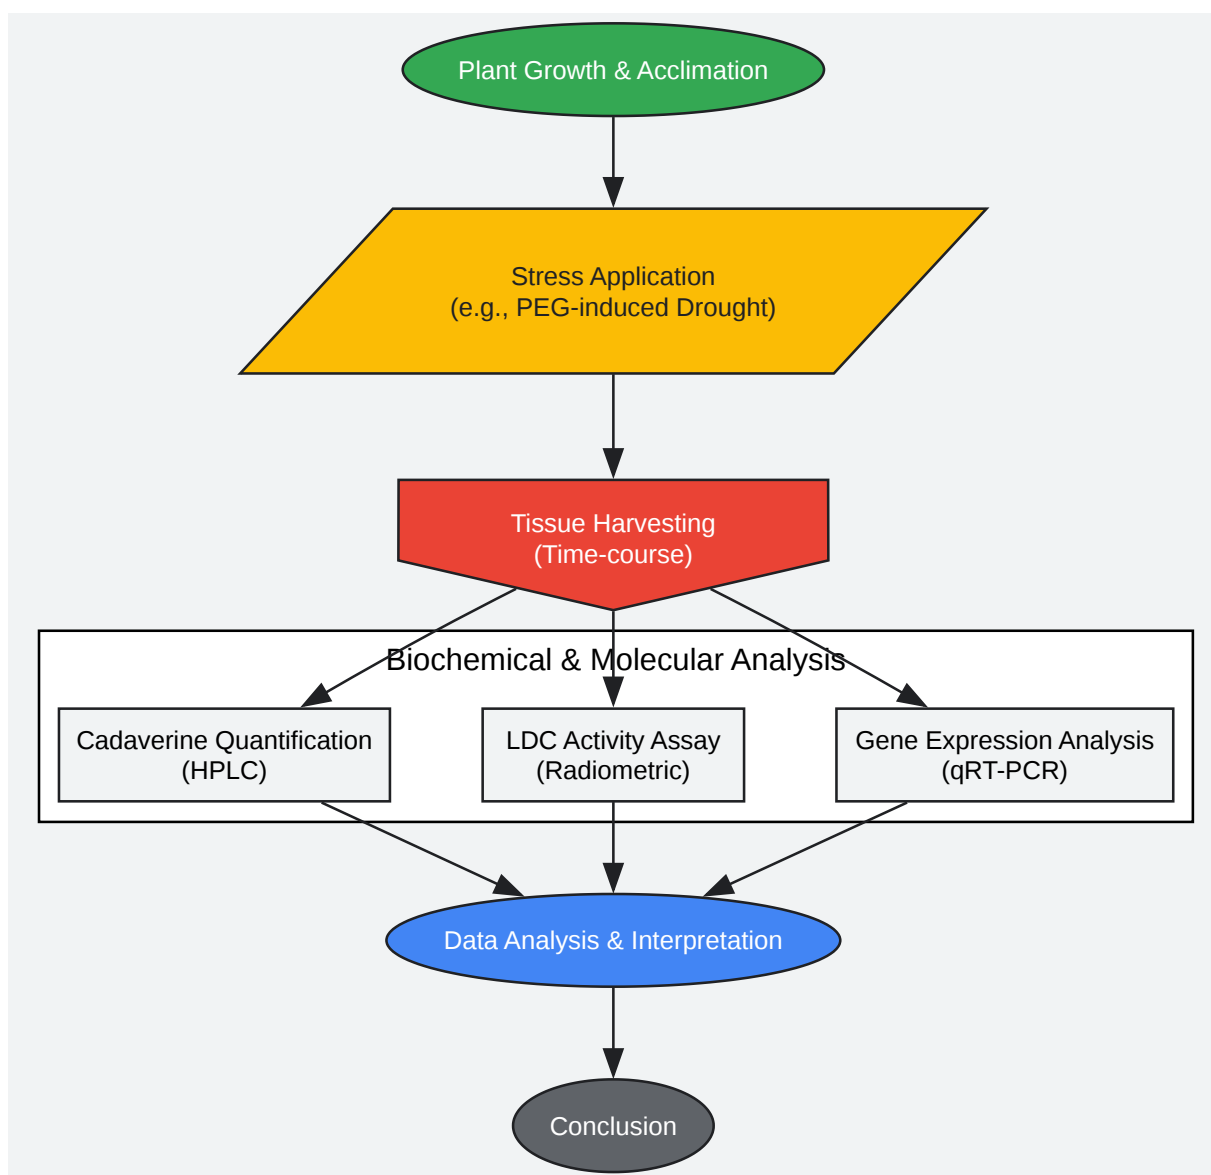 Plant Growth & Acclimation
Stress Application
(e.g., PEG-induced Drought)
Tissue Harvesting
(Time-course)
Biochemical & Molecular Analysis
Cadaverine Quantification
(HPLC)
LDC Activity Assay
(Radiometric)
Gene Expression Analysis
(qRT-PCR)
Data Analysis & Interpretation
Conclusion